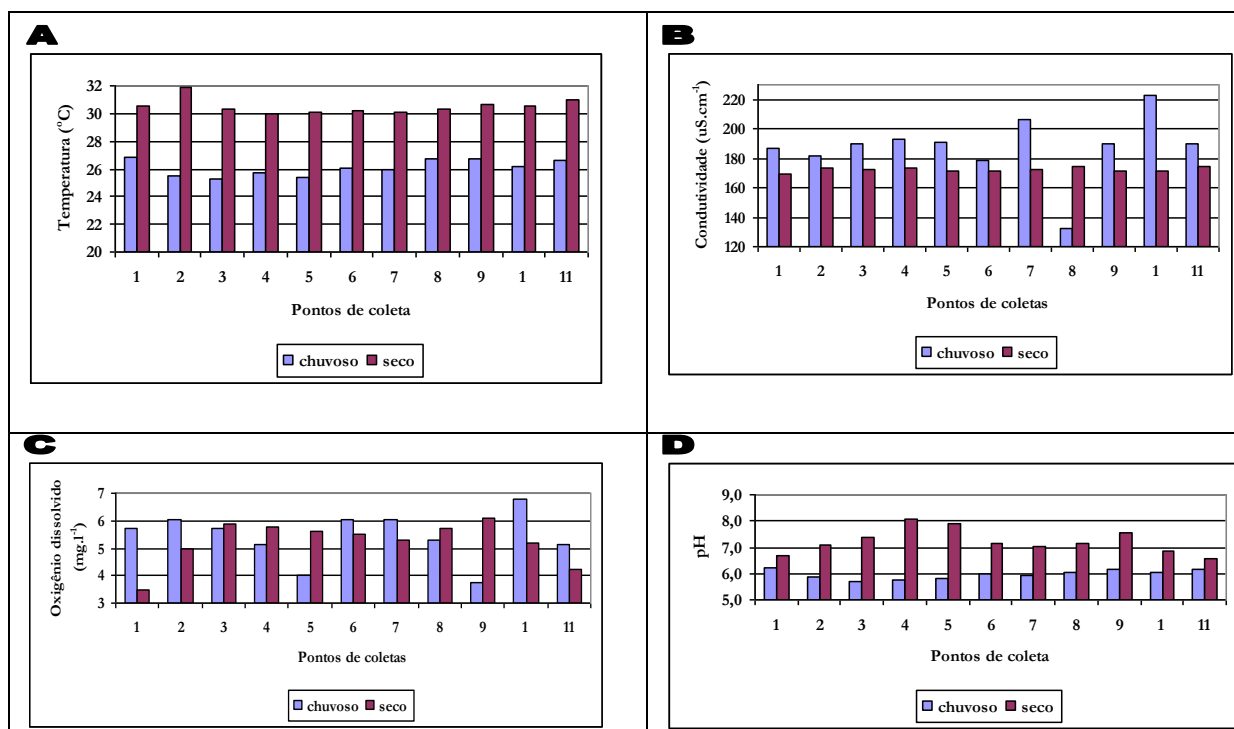 A
Temperatura (°C)
32
30
28
26
24
22
20
1 2 3 4 5 6 7 8 9 1 11
Pontos de coleta
chuvoso seco
B
Condutividade (uS.cm-1)
220
200
180
160
140
120
1 2 3 4 5 6 7 8 9 1 11
Pontos de coletas
chuvoso seco
C
Oxigênio dissolvido
(mg.l-1)
7
6
5
4
3
1 2 3 4 5 6 7 8 9 1 11
Pontos de coletas
chuvoso seco
D
pH
9,0
8,0
7,0
6,0
5,0
1 2 3 4 5 6 7 8 9 1 11
Pontos de coleta
chuvoso seco